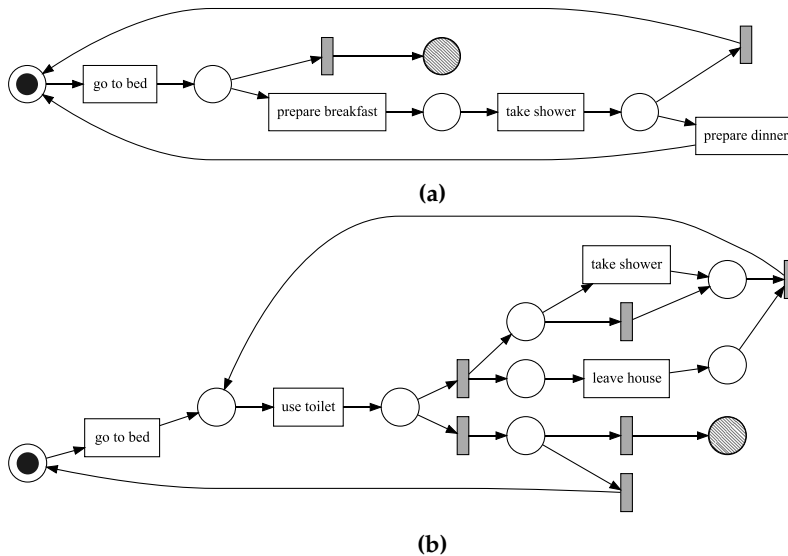 go to bed
prepare breakfast
take shower
prepare dinner
(a)
take shower
leave house
use toilet
go to bed
(b)